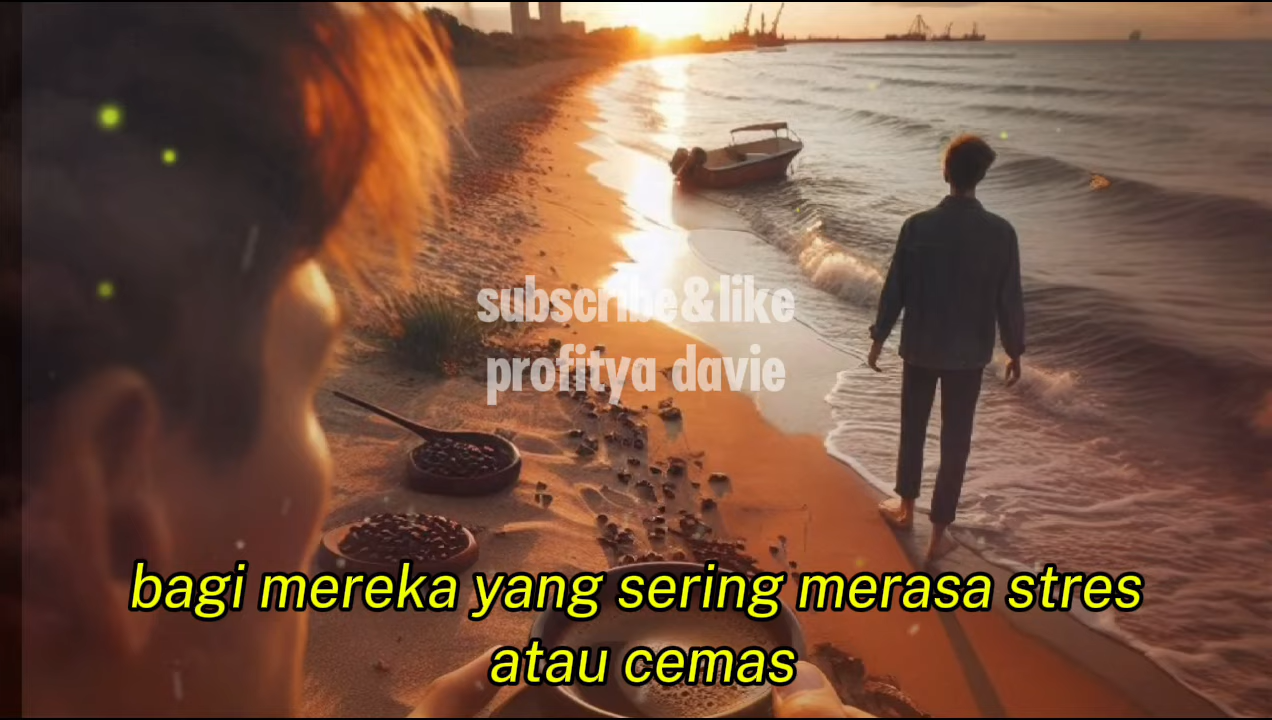 subscribe&like
profitya davie
bagi mereka yang sering merasa stres
atau cemas